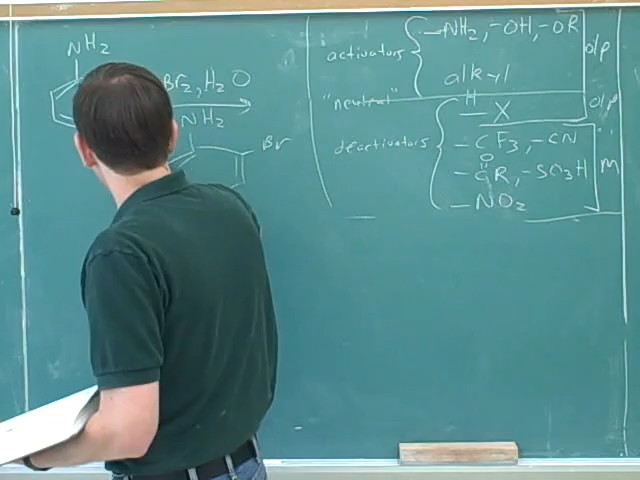 NH2
Br2, H2O
NH2
Br
activators
—NH2, -OH, -OR
alkyl
o/p
"neutral"
H
deactivators
—X
o/p
—CF3, -CN
O
—CR, -SO3H
M
—NO2